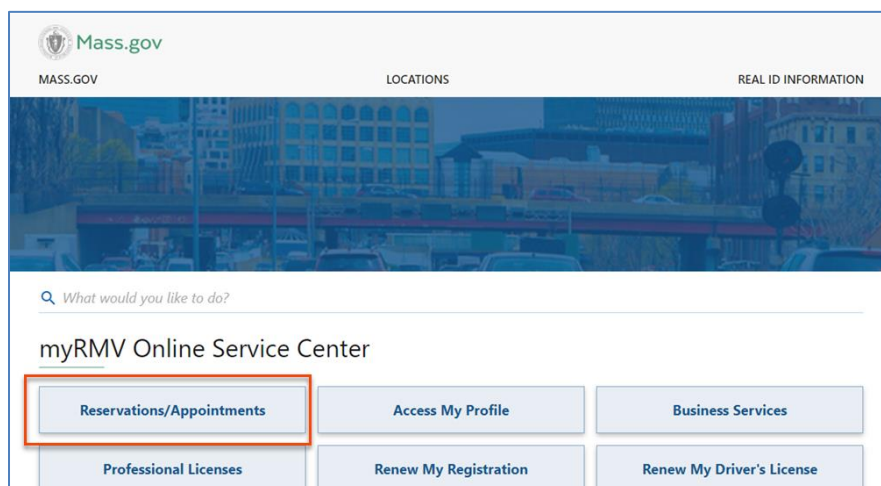 Mass.gov
MASS.GOV LOCATIONS REAL ID INFORMATION
What would you like to do?
myRMV Online Service Center
Reservations/Appointments Access My Profile Business Services
Professional Licenses Renew My Registration Renew My Driver's License